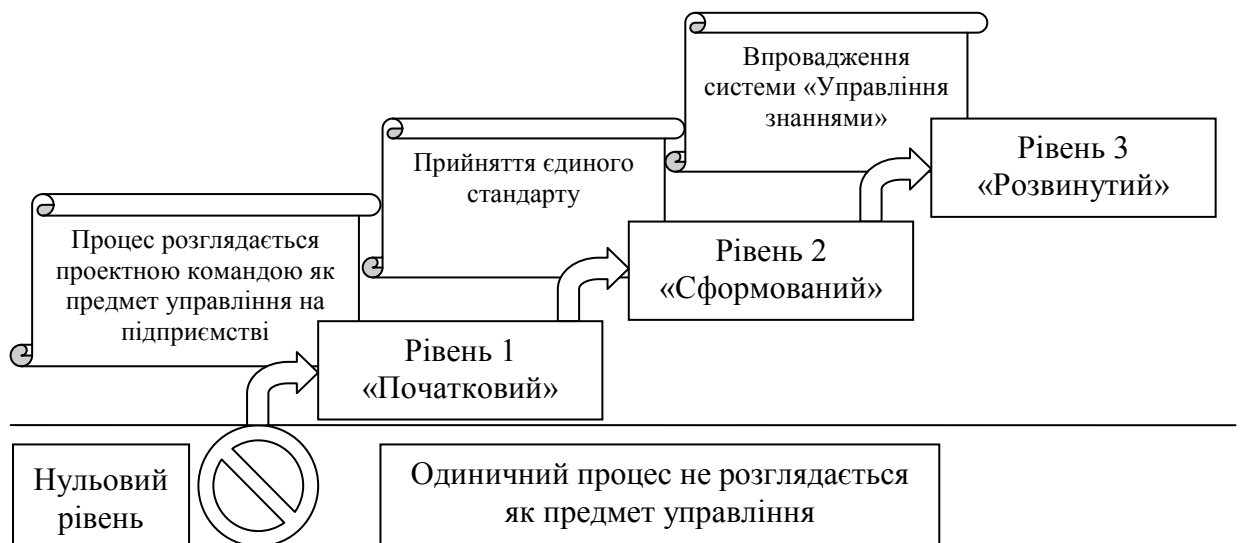 Впровадження
системи «Управління
знаннями»
Рівень 3
«Розвинутий»
Прийняття єдиного
стандарту
Рівень 2
«Сформований»
Процес розглядається
проектною командою як
предмет управління на
підприємстві
Рівень 1
«Початковий»
Нульовий
рівень
Одиничний процес не розглядається
як предмет управління